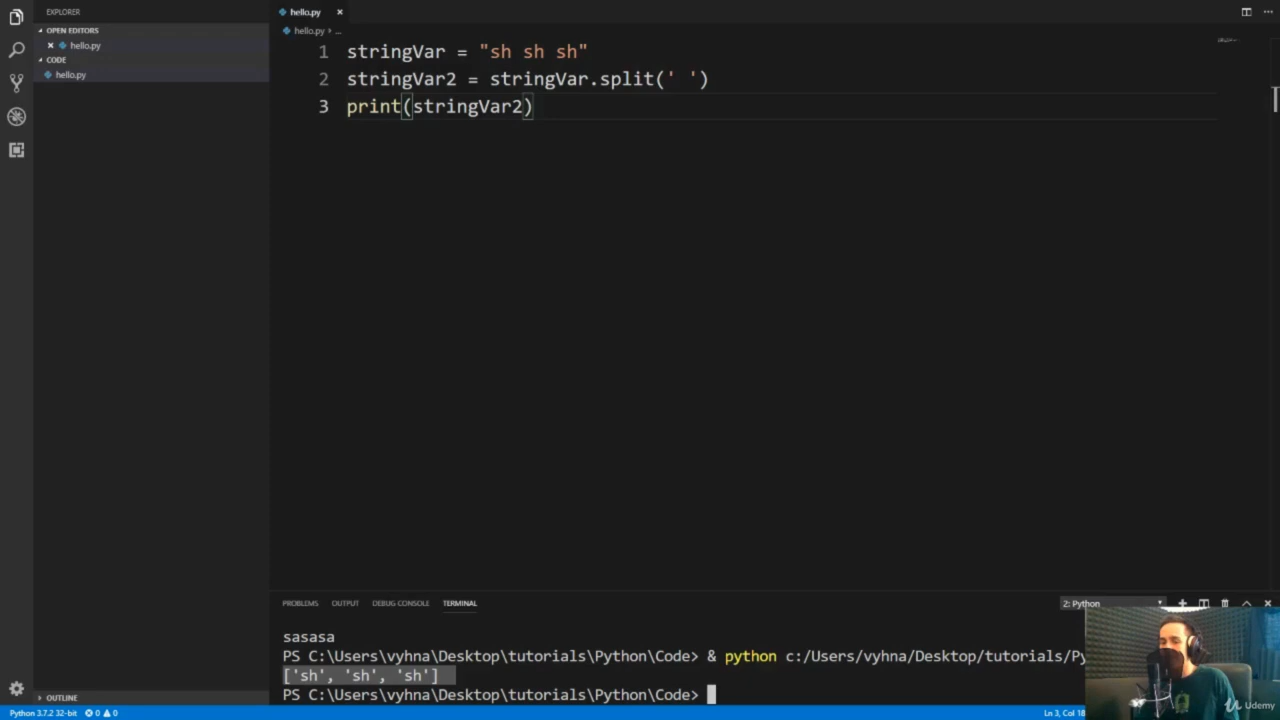 EXPLORER
OPEN EDITORS
hello.py
CODE
hello.py
OUTLINE
hello.py
hello.py › ...
1 stringVar = "sh sh sh"
2 stringVar2 = stringVar.split(' ')
3 print(stringVar2)
PROBLEMS OUTPUT DEBUG CONSOLE TERMINAL
2: Python
sasasa
PS C:\Users\vyhna\Desktop\tutorials\Python\Code> & python c:/Users/vyhna/Desktop/tutorials/Py
['sh', 'sh', 'sh']
PS C:\Users\vyhna\Desktop\tutorials\Python\Code>
Python 3.7.2 32-bit 0 0
Ln 3, Col 18
Udemy